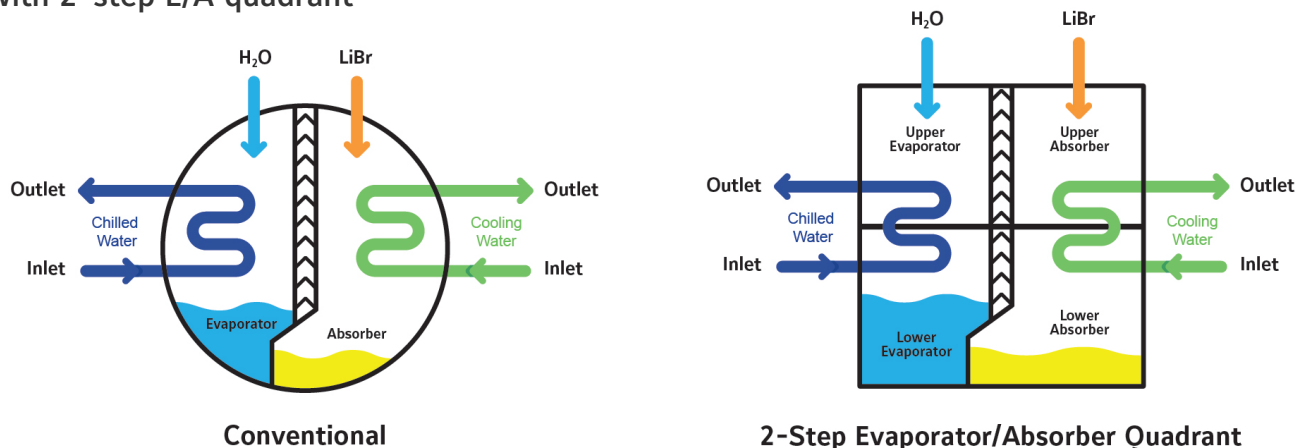 with 2-step E/A quadrant
H₂O LiBr
Outlet Outlet
Chilled
Water
Cooling
Water
Inlet Inlet
Evaporator
Absorber
Conventional
H₂O LiBr
Upper
Evaporator
Upper
Absorber
Outlet Outlet
Chilled
Water
Cooling
Water
Inlet Inlet
Lower
Evaporator
Lower
Absorber
2-Step Evaporator/Absorber Quadrant